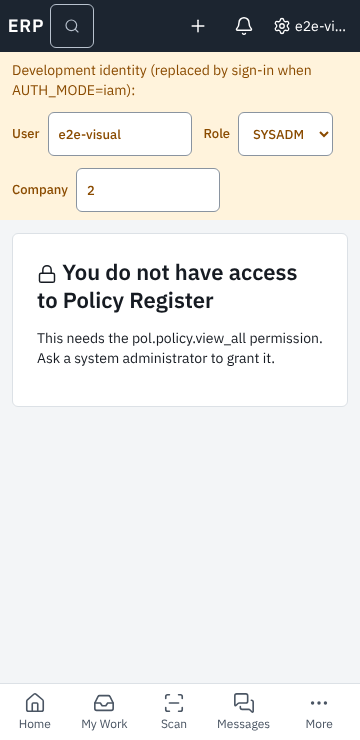 ERP
e2e-vi...
Development identity (replaced by sign-in when
AUTH_MODE=iam):
User e2e-visual Role SYSADM
Company 2
You do not have access
to Policy Register
This needs the pol.policy.view_all permission.
Ask a system administrator to grant it.
Home My Work Scan Messages More